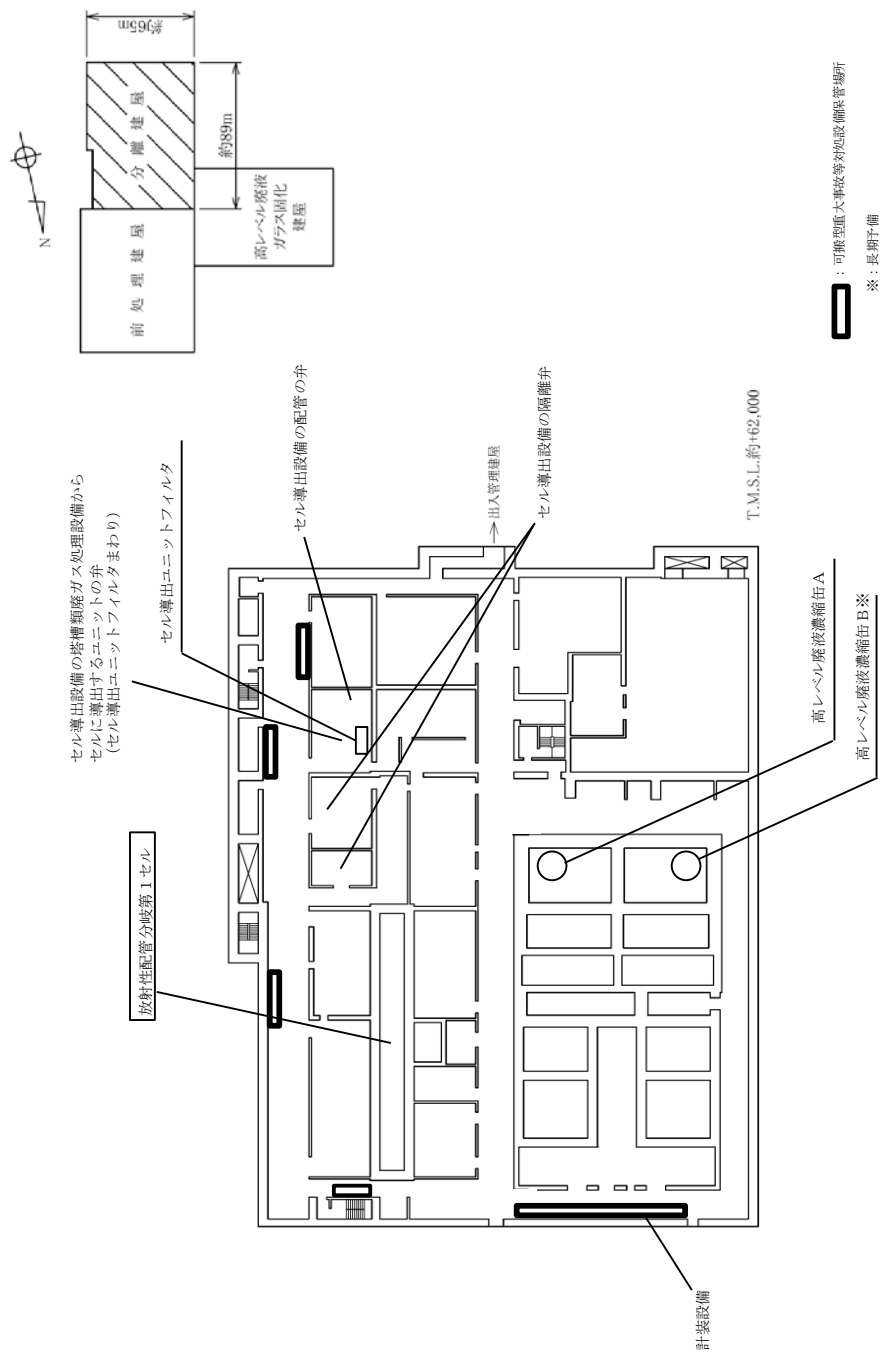 約65m
約89m
N
前処理建屋
分離建屋
高レベル廃液
ガラス固化
建屋
セル導出設備の塔槽類廃ガス処理設備から
セルに導出するユニットの弁
(セル導出ユニットフィルタまわり)
セル導出ユニットフィルタ
セル導出設備の配管の弁
セル導出設備の隔離弁
放射性配管分岐第1セル
→出入管理建屋
T.M.S.L.約+62,000
高レベル廃液濃縮缶A
高レベル廃液濃縮缶B※
計装設備
：可搬型重大事故等対処設備保管場所
※：長期予備